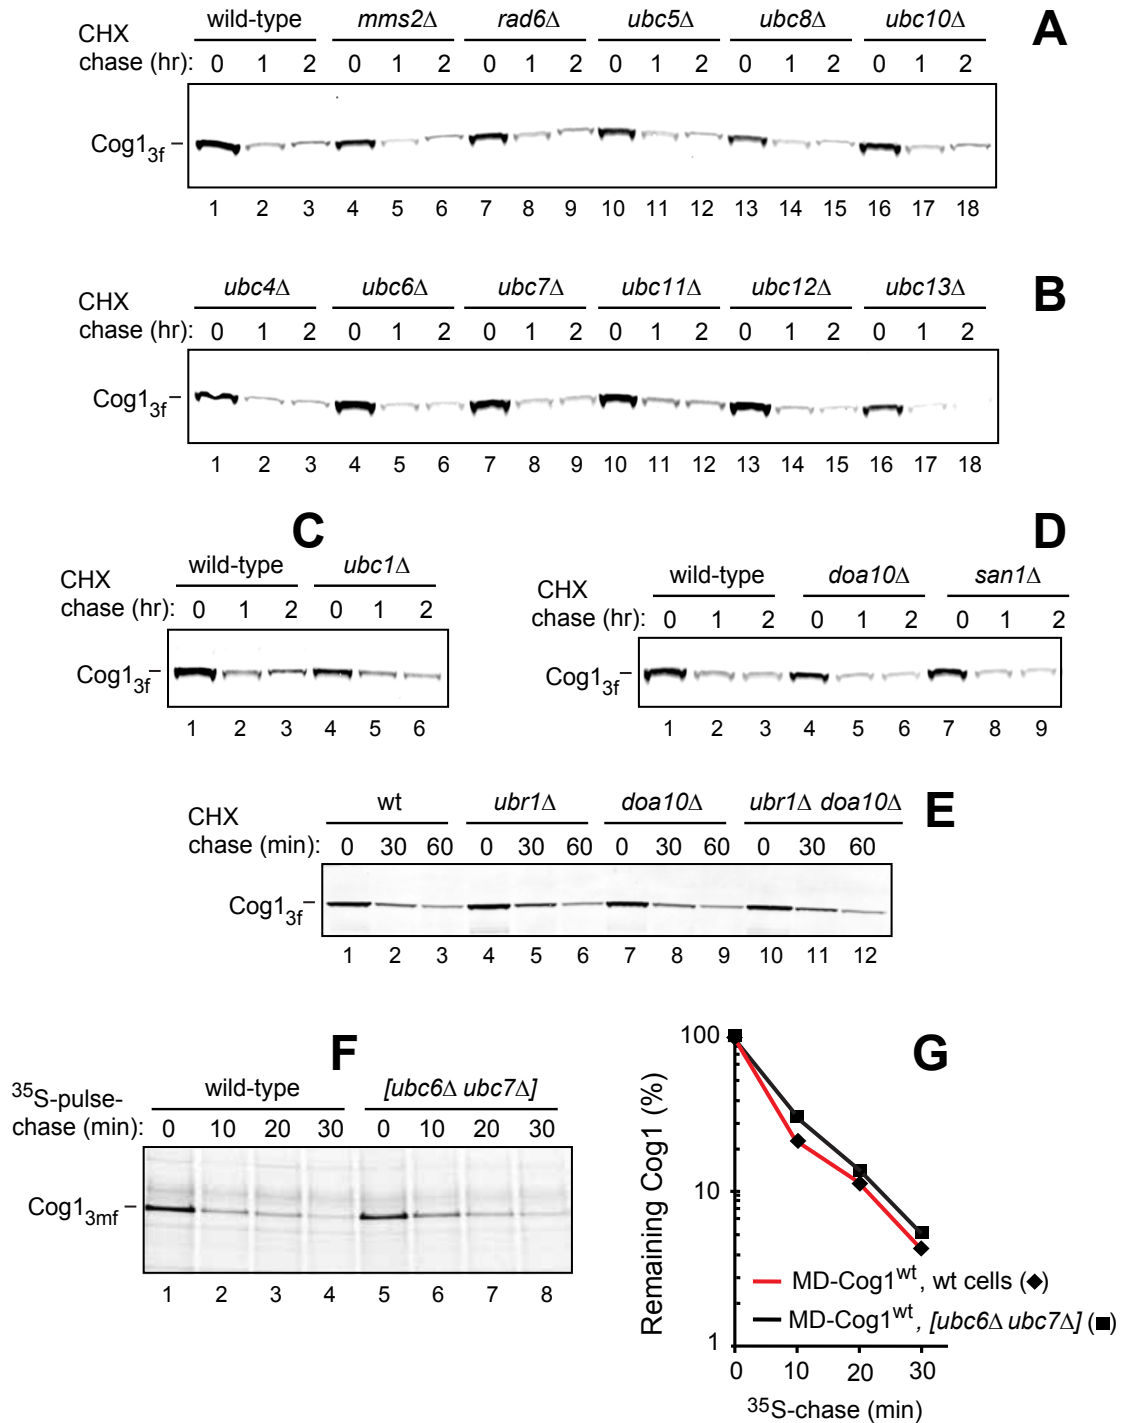 A
wild-type mms2Δ rad6Δ ubc5Δ ubc8Δ ubc10Δ
CHX
chase (hr): 0 1 2 0 1 2 0 1 2 0 1 2 0 1 2 0 1 2
Cog13f
1 2 3 4 5 6 7 8 9 10 11 12 13 14 15 16 17 18
B
ubc4Δ ubc6Δ ubc7Δ ubc11Δ ubc12Δ ubc13Δ
CHX
chase (hr): 0 1 2 0 1 2 0 1 2 0 1 2 0 1 2 0 1 2
Cog13f
1 2 3 4 5 6 7 8 9 10 11 12 13 14 15 16 17 18
C
wild-type ubc1Δ
CHX
chase (hr): 0 1 2 0 1 2
Cog13f
1 2 3 4 5 6
D
wild-type doa10Δ san1Δ
CHX
chase (hr): 0 1 2 0 1 2 0 1 2
Cog13f
1 2 3 4 5 6 7 8 9
E
wt ubr1Δ doa10Δ ubr1Δ doa10Δ
CHX
chase (min): 0 30 60 0 30 60 0 30 60 0 30 60
Cog13f
1 2 3 4 5 6 7 8 9 10 11 12
F
35S-pulse- wild-type [ubc6Δ ubc7Δ]
chase (min): 0 10 20 30 0 10 20 30
Cog13mf
1 2 3 4 5 6 7 8
G
Remaining Cog1 (%)
100
10
1
MD-Cog1wt, wt cells (◆)
MD-Cog1wt, [ubc6Δ ubc7Δ] (■)
0 10 20 30
35S-chase (min)